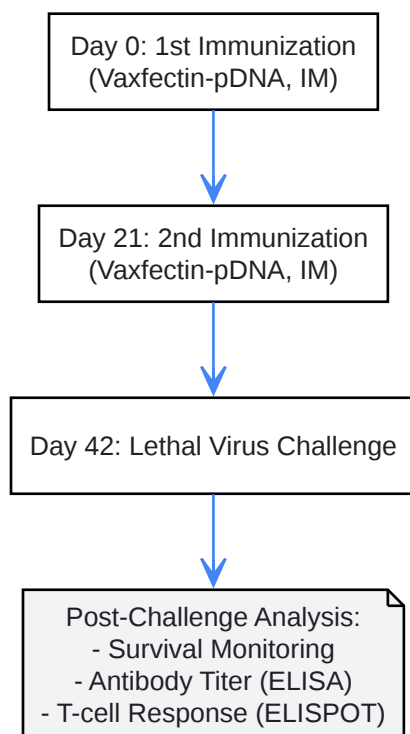 Day 0: 1st Immunization
(Vaxfectin-pDNA, IM)
Day 21: 2nd Immunization
(Vaxfectin-pDNA, IM)
Day 42: Lethal Virus Challenge
Post-Challenge Analysis:
- Survival Monitoring
- Antibody Titer (ELISA)
- T-cell Response (ELISPOT)